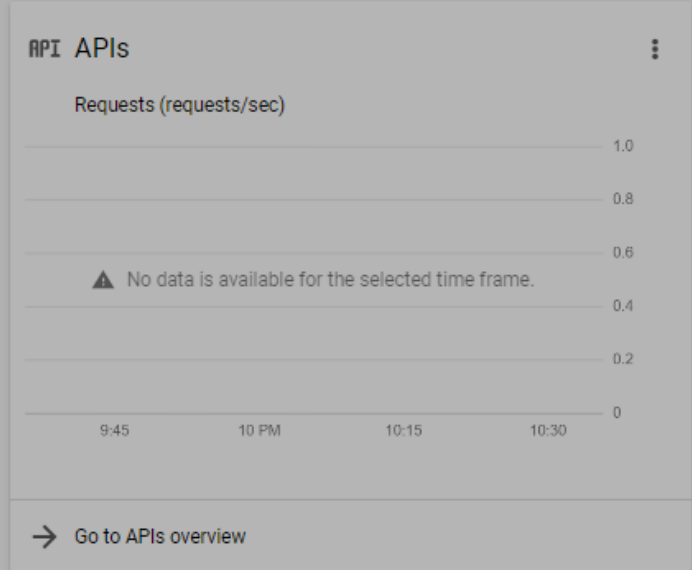 API APIs
Requests (requests/sec)
1.0
0.8
0.6
No data is available for the selected time frame.
0.4
0.2
0
9:45 10 PM 10:15 10:30
Go to APIs overview